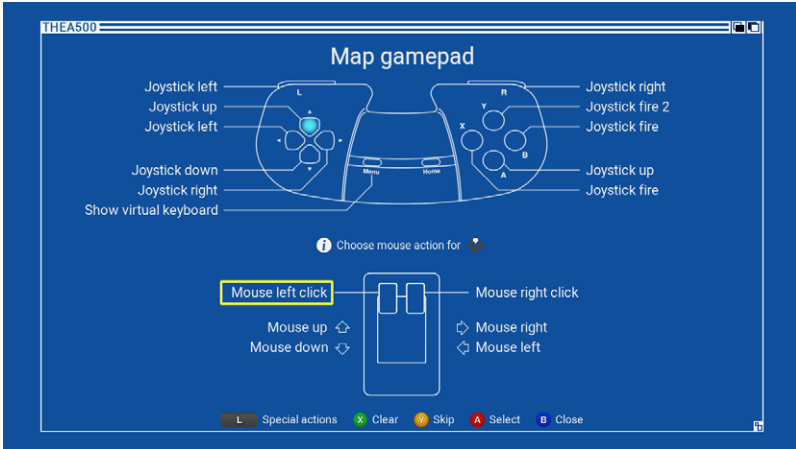 THEA500
Map gamepad
Joystick left
L
R
Joystick right
Joystick up
Y
Joystick fire 2
Joystick left
X
Joystick fire
B
Joystick down
Menu
Home
A
Joystick up
Joystick right
Joystick fire
Show virtual keyboard
i Choose mouse action for
Mouse left click
Mouse right click
Mouse up
Mouse right
Mouse down
Mouse left
L Special actions X Clear Y Skip A Select B Close